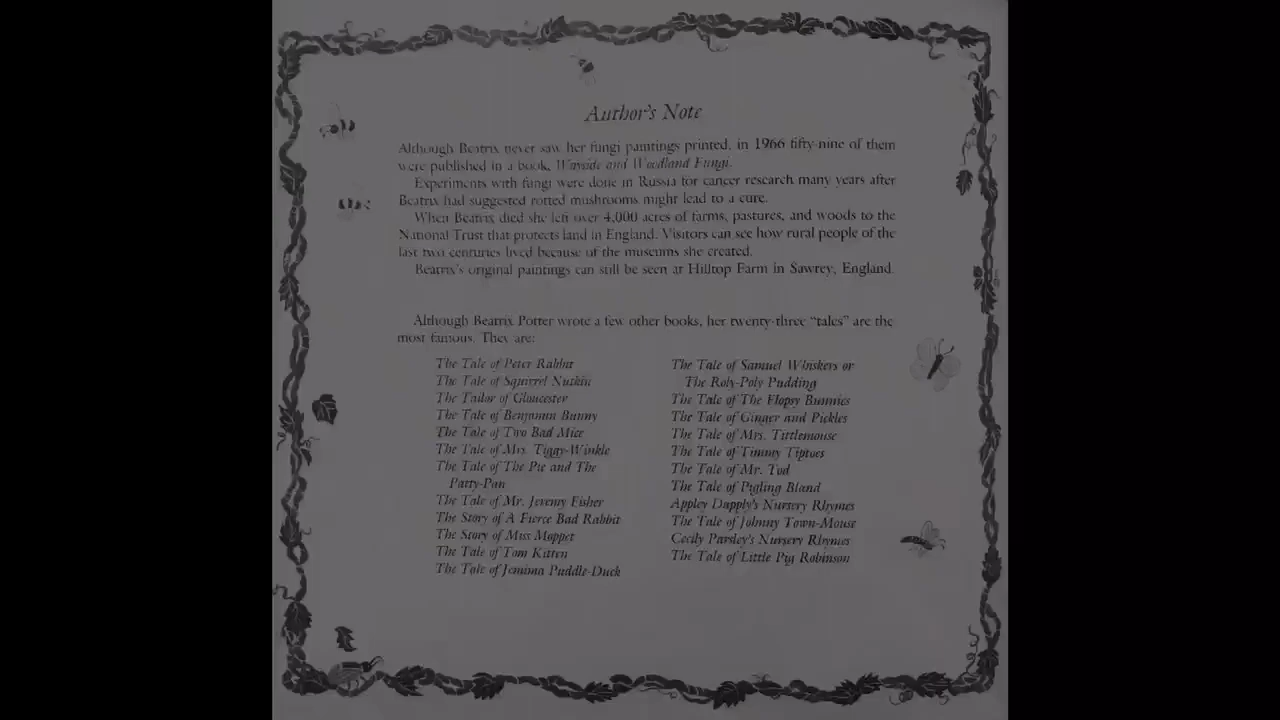 Author's Note
Although Beatrix never saw her fungi paintings printed, in 1966 fifty-nine of them
were published in a book, Wayside and Woodland Fungi.
Experiments with fungi were done in Russia for cancer research many years after
Beatrix had suggested rotted mushrooms might lead to a cure.
When Beatrix died she left over 4,000 acres of farms, pastures, and woods to the
National Trust that protects land in England. Visitors can see how rural people of the
last two centuries lived because of the museums she created.
Beatrix's original paintings can still be seen at Hilltop Farm in Sawrey, England.
Although Beatrix Potter wrote a few other books, her twenty-three "tales" are the
most famous. They are:
The Tale of Peter Rabbit
The Tale of Squirrel Nutkin
The Tailor of Gloucester
The Tale of Benjamin Bunny
The Tale of Two Bad Mice
The Tale of Mrs. Tiggy-Winkle
The Tale of The Pie and The
Patty-Pan
The Tale of Mr. Jeremy Fisher
The Story of A Fierce Bad Rabbit
The Story of Miss Moppet
The Tale of Tom Kitten
The Tale of Jemima Puddle-Duck
The Tale of Samuel Whiskers or
The Roly-Poly Pudding
The Tale of The Flopsy Bunnies
The Tale of Ginger and Pickles
The Tale of Mrs. Tittlemouse
The Tale of Timmy Tiptoes
The Tale of Mr. Tod
The Tale of Pigling Bland
Appley Dapply's Nursery Rhymes
The Tale of Johnny Town-Mouse
Cecily Parsley's Nursery Rhymes
The Tale of Little Pig Robinson